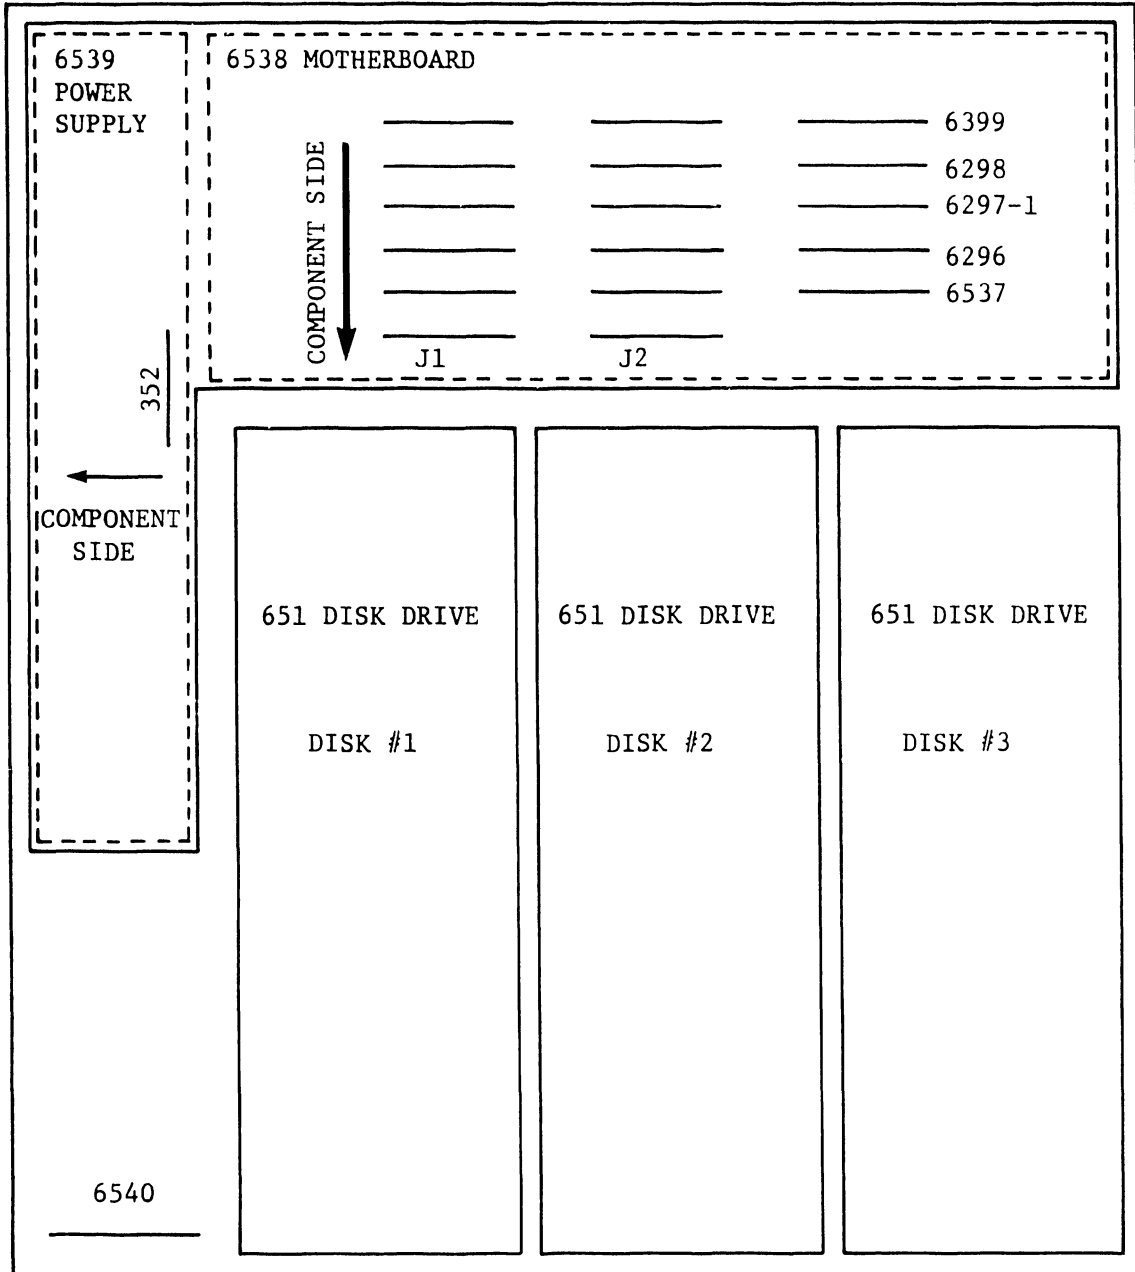 6539
POWER
SUPPLY
6538 MOTHERBOARD
COMPONENT SIDE
6399
6298
6297-1
6296
6537
J1
J2
352
COMPONENT
SIDE
651 DISK DRIVE
651 DISK DRIVE
651 DISK DRIVE
DISK #1
DISK #2
DISK #3
6540